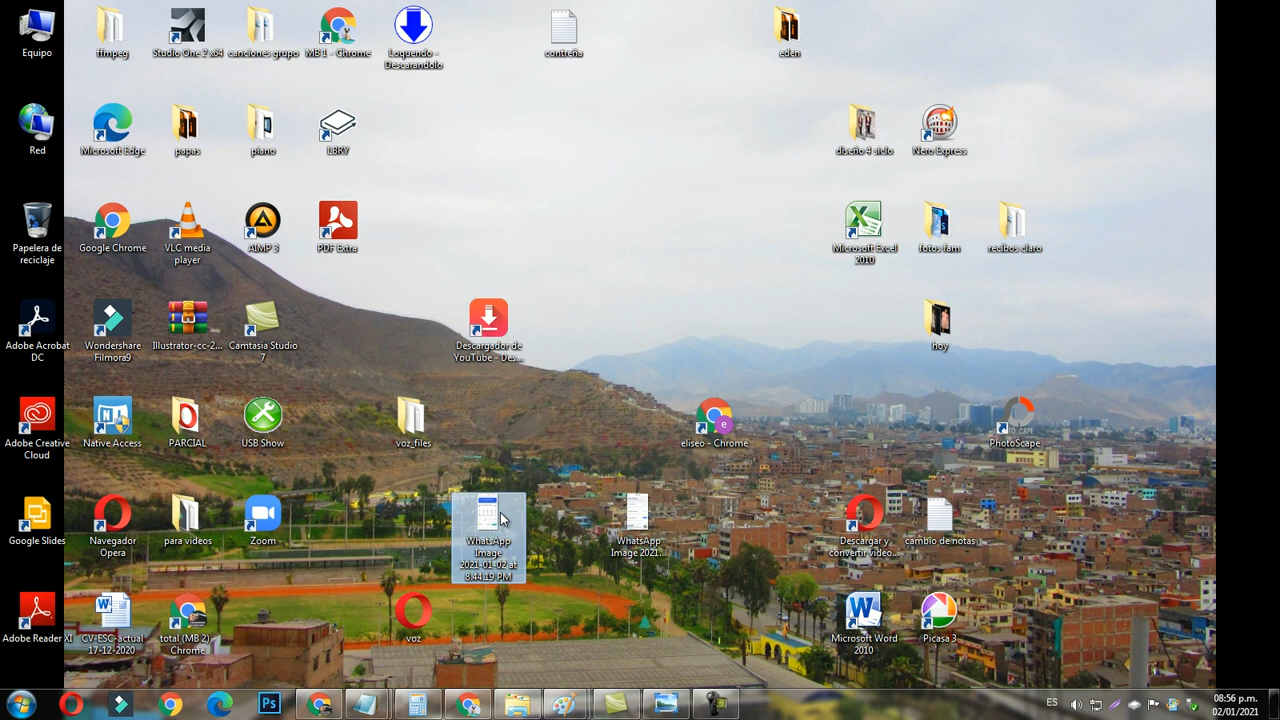 Equipo
ffmpeg
Studio One 2 x64
canciones grupo
MB 1 - Chrome
Loquendo -
Descarandolo
contreña
eden
Red
Microsoft Edge
papas
piano
LBRY
diseño 4 siclo
Nero Express
Papelera de
reciclaje
Google Chrome
VLC media
player
AIMP 3
PDF Extra
Microsoft Excel
2010
fotos fam
recibos claro
Adobe Acrobat
DC
Wondershare
Filmora9
Illustrator-cc-2...
Camtasia Studio
7
Descargador de
YouTube - Des...
hoy
Adobe Creative
Cloud
Native Access
PARCIAL
USB Show
voz_files
eliseo - Chrome
PhotoScape
Google Slides
Navegador
Opera
para videos
Zoom
WhatsApp
Image
2021-01-02 at
8.44.19 PM
WhatsApp
Image 2021...
Descargar y
convertir video...
cambio de notas
Adobe Reader XI
CV-ESC-actual
17-12-2020
total (MB 2)
Chrome
voz
Microsoft Word
2010
Picasa 3
Ps
ES
08:56 p.m.
02/01/2021